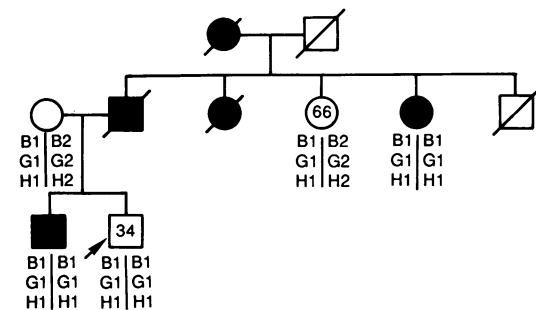 66
B1 B2 B1 B2 B1 B1
G1 G2 G1 G2 G1 G1
H1 H2 H1 H2 H1 H1
34
B1 B1 B1 B1
G1 G1 G1 G1
H1 H1 H1 H1